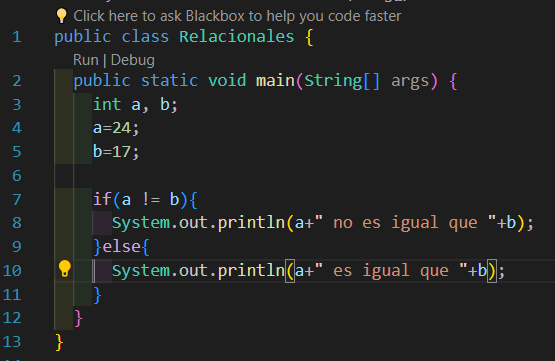 Click here to ask Blackbox to help you code faster
1 public class Relacionales {
Run | Debug
2 public static void main(String[] args) {
3 int a, b;
4 a=24;
5 b=17;
6
7 if(a != b){
8 System.out.println(a+" no es igual que "+b);
9 }else{
10 System.out.println(a+" es igual que "+b);
11 }
12 }
13 }